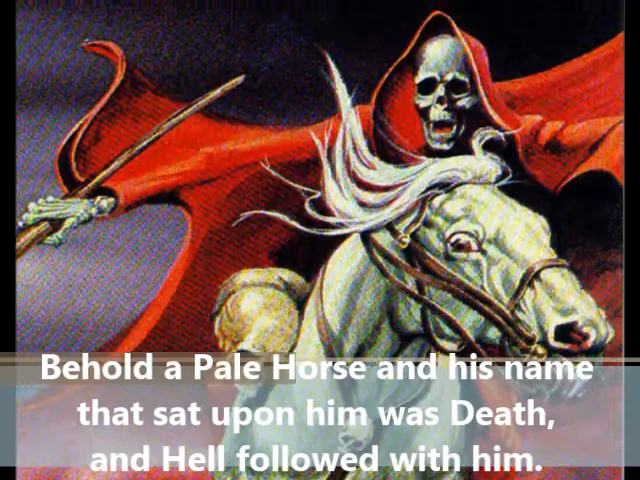 Behold a Pale Horse and his name
that sat upon him was Death,
and Hell followed with him.